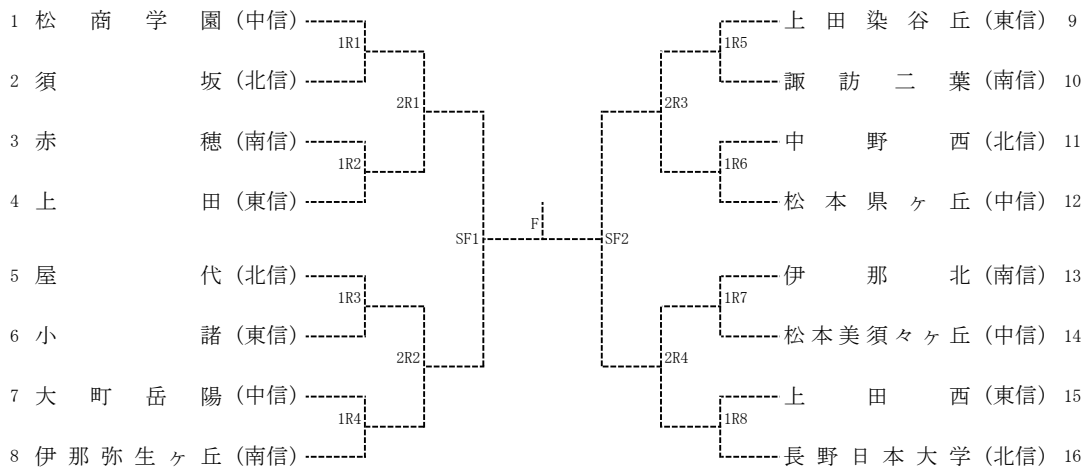 1 松商学園(中信) 上田染谷丘(東信) 9
1R1 1R5
2 須坂(北信) 諏訪二葉(南信) 10
2R1 2R3
3 赤穂(南信) 中野西(北信) 11
1R2 1R6
4 上田(東信) 松本県ヶ丘(中信) 12
F
SF1 SF2
5 屋代(北信) 伊那北(南信) 13
1R3 1R7
6 小諸(東信) 松本美須々ヶ丘(中信) 14
2R2 2R4
7 大町岳陽(中信) 上田西(東信) 15
1R4 1R8
8 伊那弥生ヶ丘(南信) 長野日本大学(北信) 16